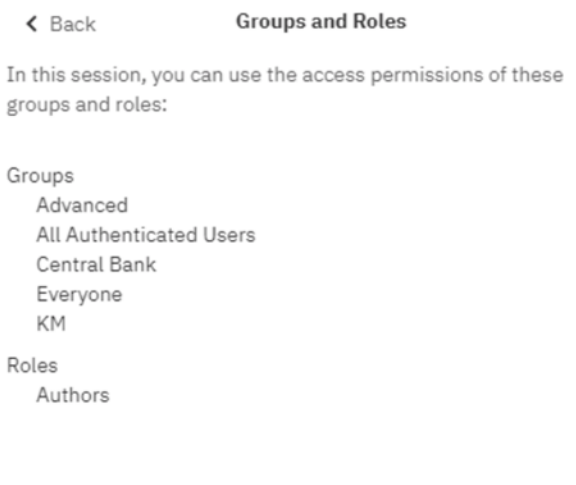 Back
Groups and Roles
In this session, you can use the access permissions of these
groups and roles:
Groups
Advanced
All Authenticated Users
Central Bank
Everyone
KM
Roles
Authors